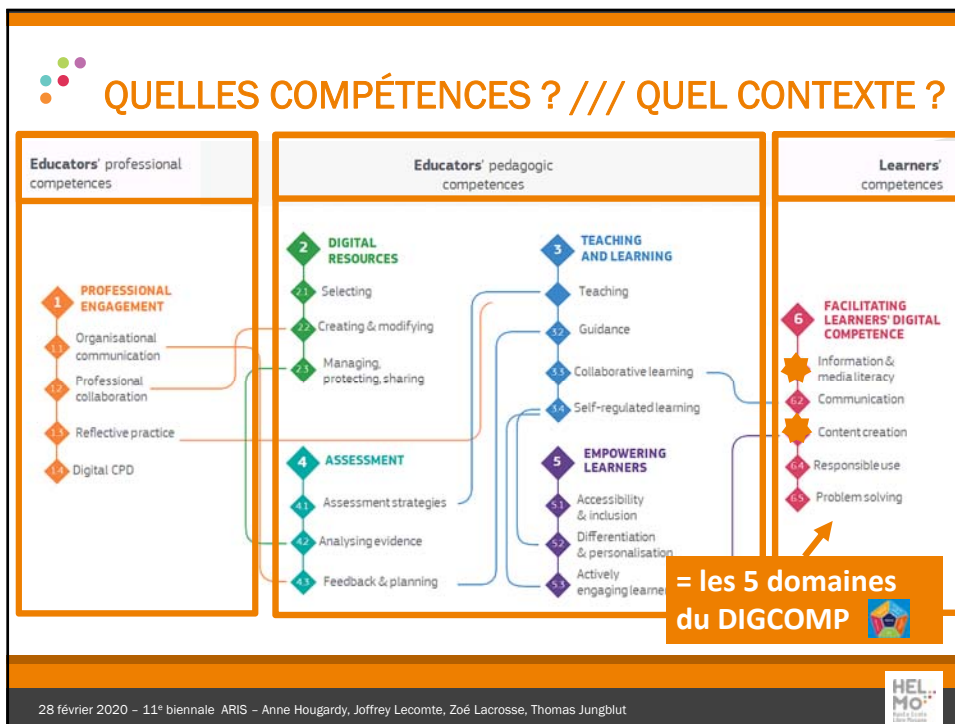 QUELLES COMPÉTENCES ? /// QUEL CONTEXTE ?
Educators' professional
competences
Educators' pedagogic
competences
Learners'
competences
1
PROFESSIONAL
ENGAGEMENT
1.1
Organisational
communication
1.2
Professional
collaboration
1.3
Reflective practice
1.4
Digital CPD
2
DIGITAL
RESOURCES
2.1
Selecting
2.2
Creating & modifying
2.3
Managing,
protecting, sharing
3
TEACHING
AND LEARNING
Teaching
3.2
Guidance
3.3
Collaborative learning
3.4
Self-regulated learning
4
ASSESSMENT
4.1
Assessment strategies
4.2
Analysing evidence
4.3
Feedback & planning
5
EMPOWERING
LEARNERS
5.1
Accessibility
& inclusion
5.2
Differentiation
& personalisation
5.3
Actively
engaging learne
6
FACILITATING
LEARNERS' DIGITAL
COMPETENCE
Information &
media literacy
6.2
Communication
Content creation
6.4
Responsible use
6.5
Problem solving
= les 5 domaines
du DIGCOMP
28 février 2020 – 11e biennale ARIS – Anne Hougardy, Joffrey Lecomte, Zoé Lacrosse, Thomas Jungblut
HEL
MO
Haute Ecole
Libre Mosane